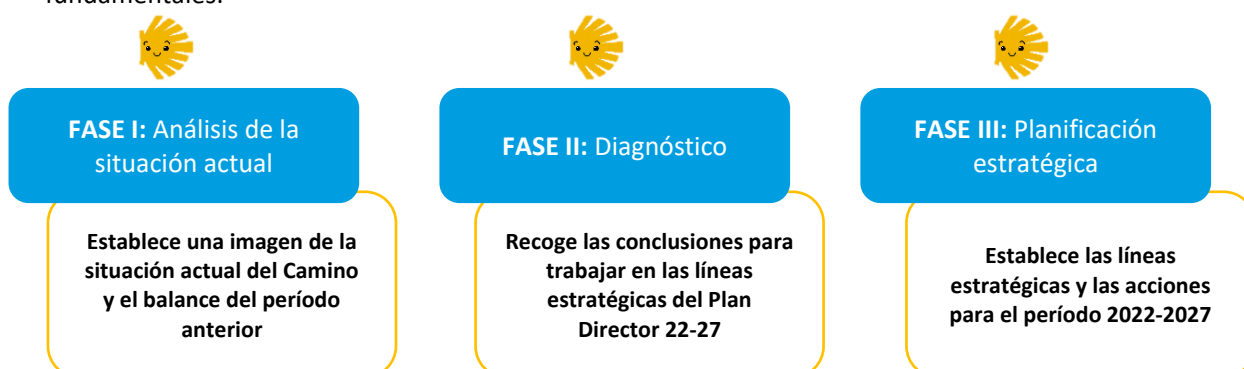 fundamentales.
FASE I: Análisis de la
situación actual
Establece una imagen de la
situación actual del Camino
y el balance del período
anterior
FASE II: Diagnóstico
Recoge las conclusiones para
trabajar en las líneas
estratégicas del Plan
Director 22-27
FASE III: Planificación
estratégica
Establece las líneas
estratégicas y las acciones
para el período 2022-2027